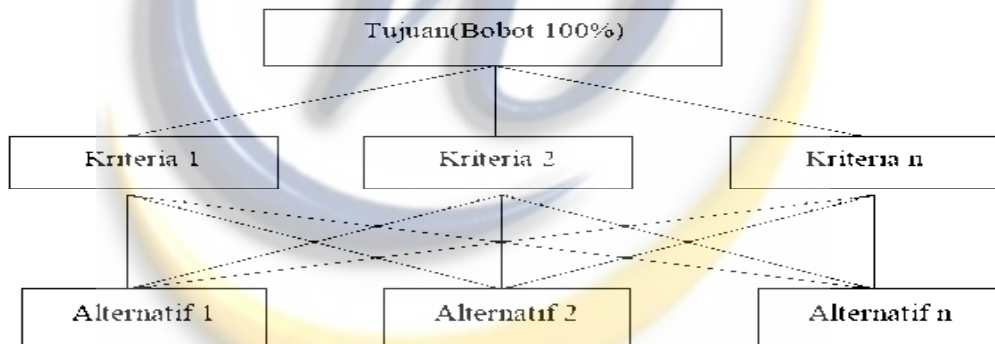 Tujuan(Bobot 100%)
Kriteria 1
Kriteria 2
Kriteria n
Alternatif 1
Alternatif 2
Alternatif n